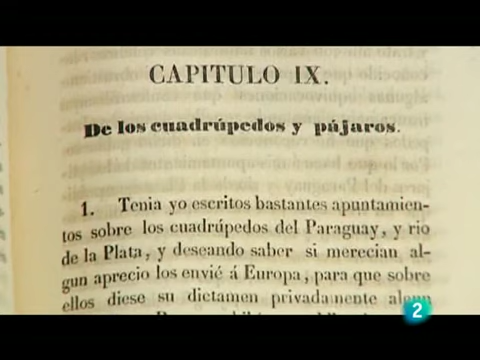 CAPITULO IX.
De los cuadrúpedos y pájaros.
1. Tenia yo escritos bastantes apuntamien-
tos sobre los cuadrúpedos del Paraguay, y rio
de la Plata, y deseando saber si merecian al-
gun aprecio los envié á Europa, para que sobre
ellos diese su dictamen privadamente algun
2